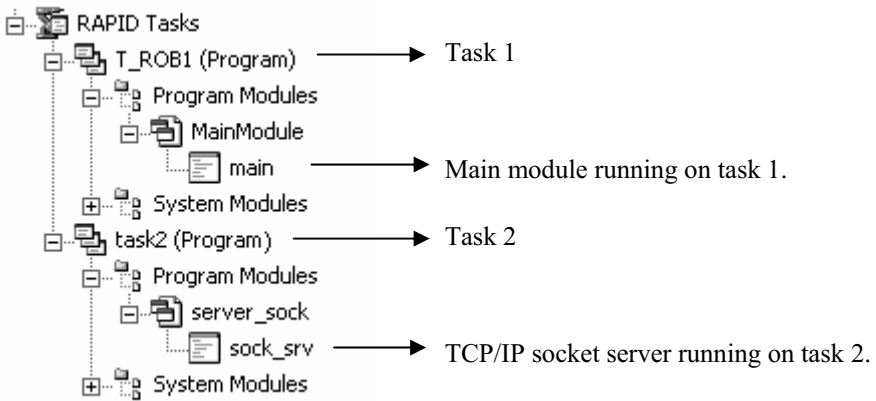 RAPID Tasks
T_ROB1 (Program) Task 1
Program Modules
MainModule
main Main module running on task 1.
System Modules
task2 (Program) Task 2
Program Modules
server_sock
sock_srv TCP/IP socket server running on task 2.
System Modules